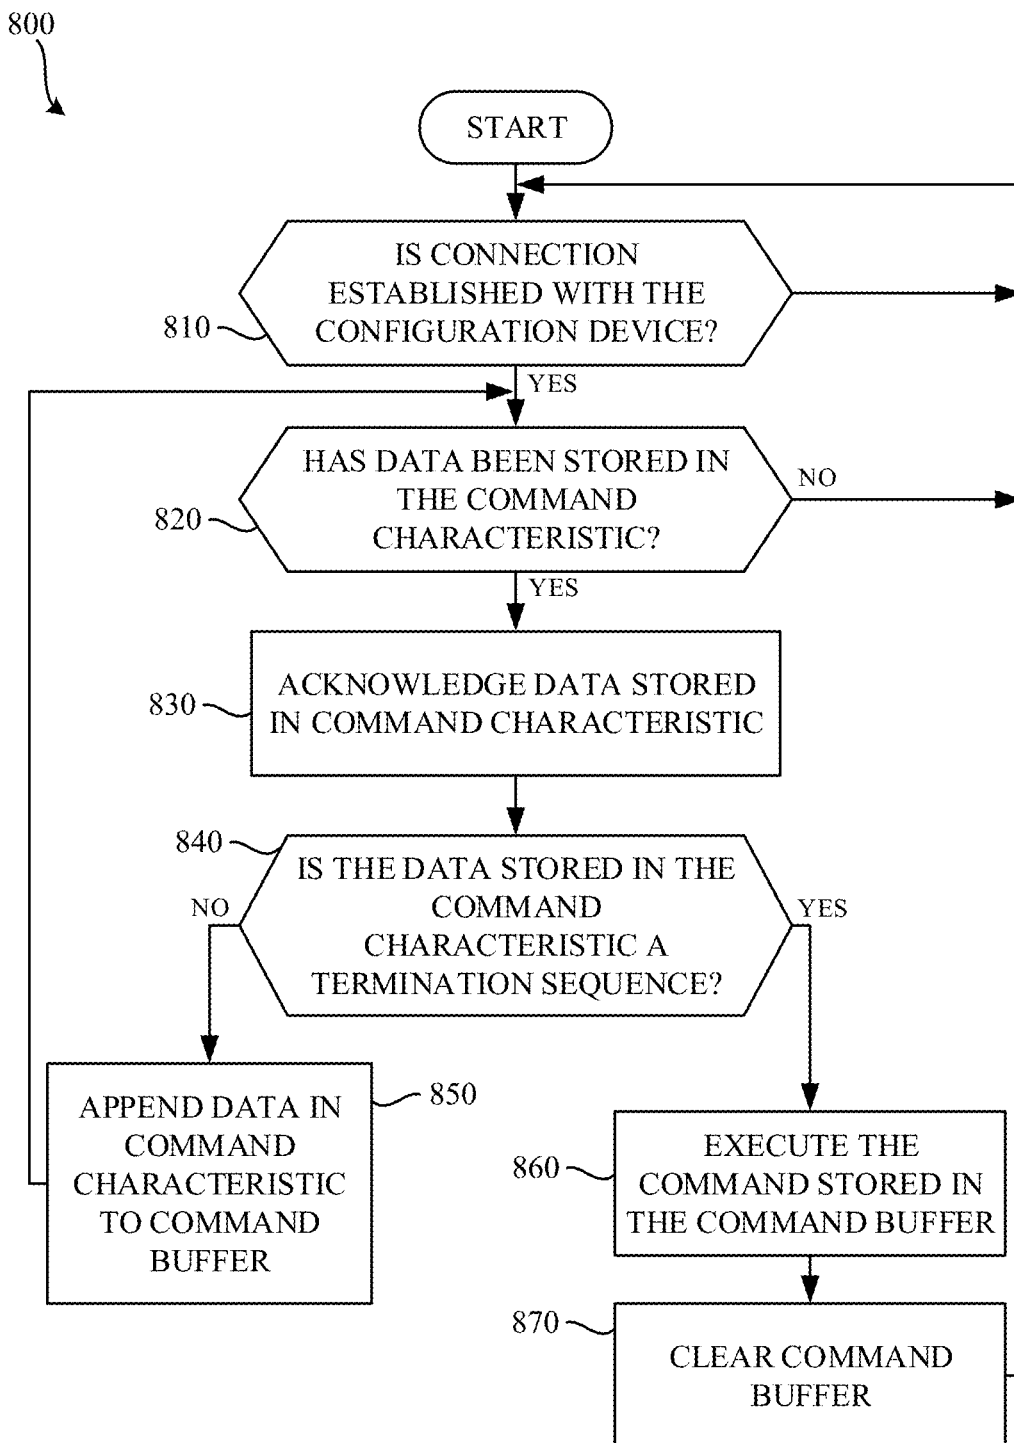 800
START
IS CONNECTION
ESTABLISHED WITH THE
CONFIGURATION DEVICE?
810
YES
HAS DATA BEEN STORED IN
THE COMMAND
CHARACTERISTIC?
820
NO
YES
ACKNOWLEDGE DATA STORED
IN COMMAND CHARACTERISTIC
830
840
IS THE DATA STORED IN THE
COMMAND
CHARACTERISTIC A
TERMINATION SEQUENCE?
NO
YES
APPEND DATA IN
COMMAND
CHARACTERISTIC
TO COMMAND
BUFFER
850
860
EXECUTE THE
COMMAND STORED IN
THE COMMAND BUFFER
870
CLEAR COMMAND
BUFFER